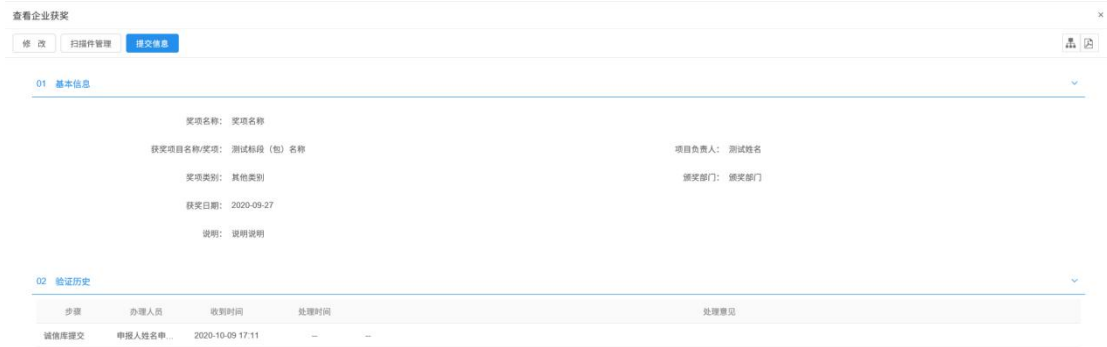 查看企业获奖 ×
修 改 扫描件管理 提交信息
01 基本信息
奖项名称： 奖项名称
获奖项目名称/奖项： 测试标段（包）名称 项目负责人： 测试姓名
奖项类别： 其他类别 颁奖部门： 颁奖部门
获奖日期： 2020-09-27
说明： 说明说明
02 验证历史
步骤 办理人员 收到时间 处理时间 处理意见
诚信库提交 申报人姓名申... 2020-10-09 17:11 -- --